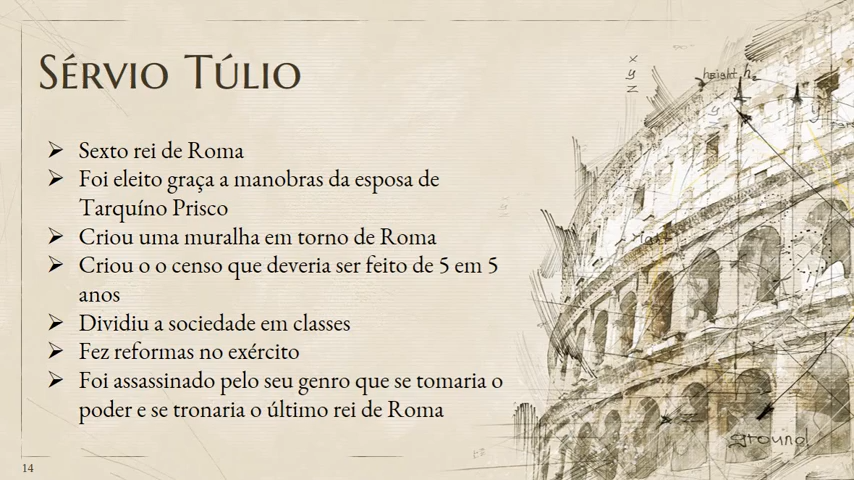 Sérvio Túlio
➢ Sexto rei de Roma
➢ Foi eleito graça a manobras da esposa de
Tarquíno Prisco
➢ Criou uma muralha em torno de Roma
➢ Criou o o censo que deveria ser feito de 5 em 5
anos
➢ Dividiu a sociedade em classes
➢ Fez reformas no exército
➢ Foi assassinado pelo seu genro que se tomaria o
poder e se tronaria o último rei de Roma
14
x
y
z
height h
ground